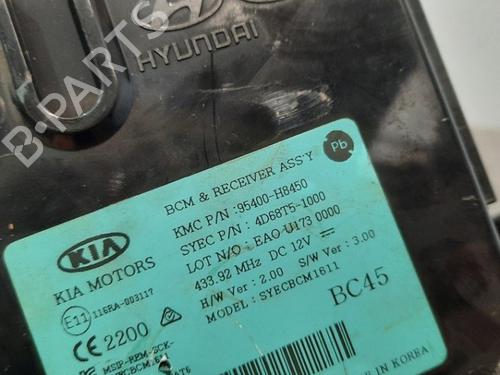 HYUNDAI
B-PARTS
Pb
BCM & RECEIVER ASS'Y
KMC P/N :95400-H8450
SYEC P/N : 4D68T5-1000
LOT N/O : EAO U173 0000
433.92 MHz DC 12V
H/W Ver : 2.00 S/W Ver : 3.00
MODEL : SYECBCM1611
BC45
KIA
KIA MOTORS
E11 116RA-003117
CE 2200
IN KOREA